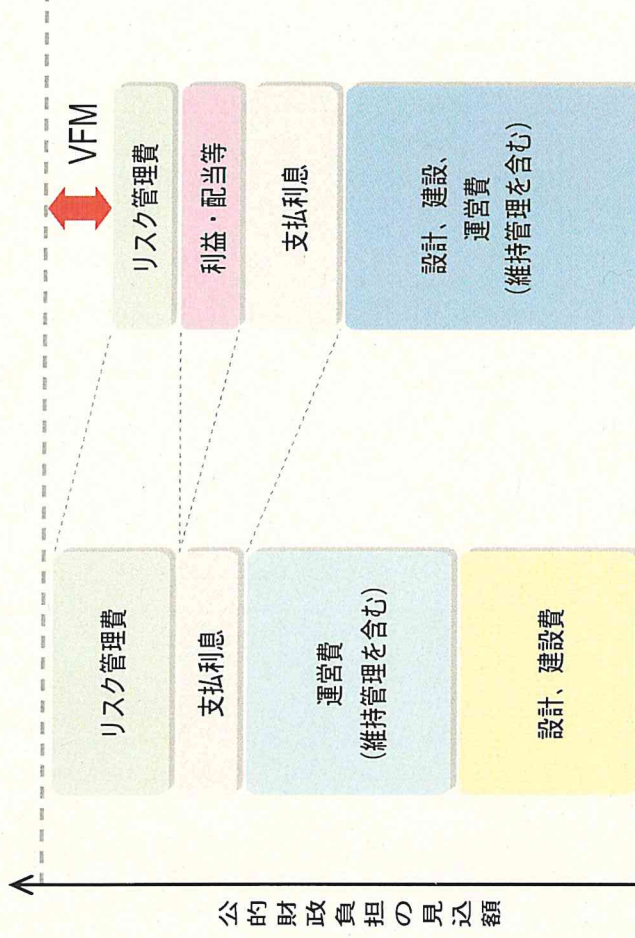 公的財政負担の見込額
リスク管理費
支払利息
運営費
(維持管理を含む)
設計、建設費
VFM
リスク管理費
利益・配当等
支払利息
設計、建設、
運営費
(維持管理を含む)